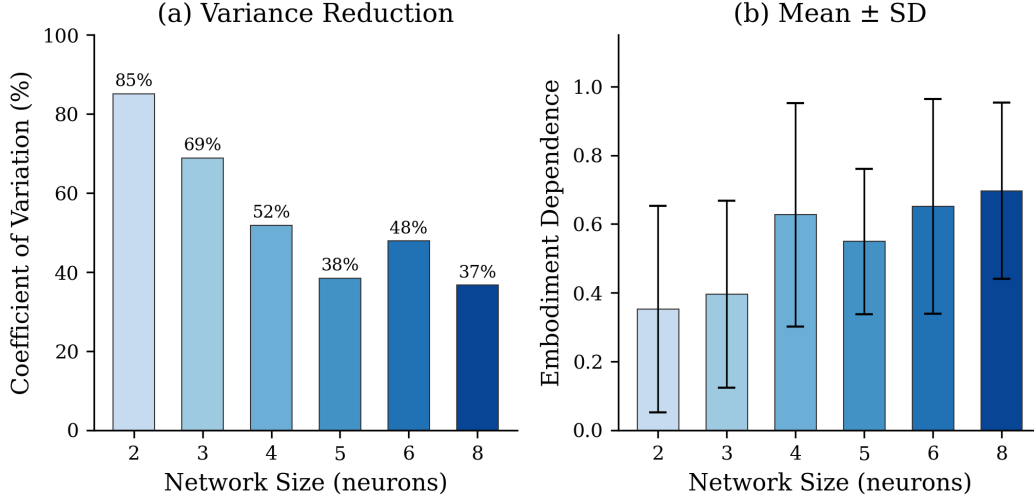 (a) Variance Reduction
Coefficient of Variation (%)
100
80
60
40
20
0
85%
69%
52%
38%
48%
37%
2 3 4 5 6 8
Network Size (neurons)
(b) Mean ± SD
Embodiment Dependence
1.0
0.8
0.6
0.4
0.2
0.0
2 3 4 5 6 8
Network Size (neurons)